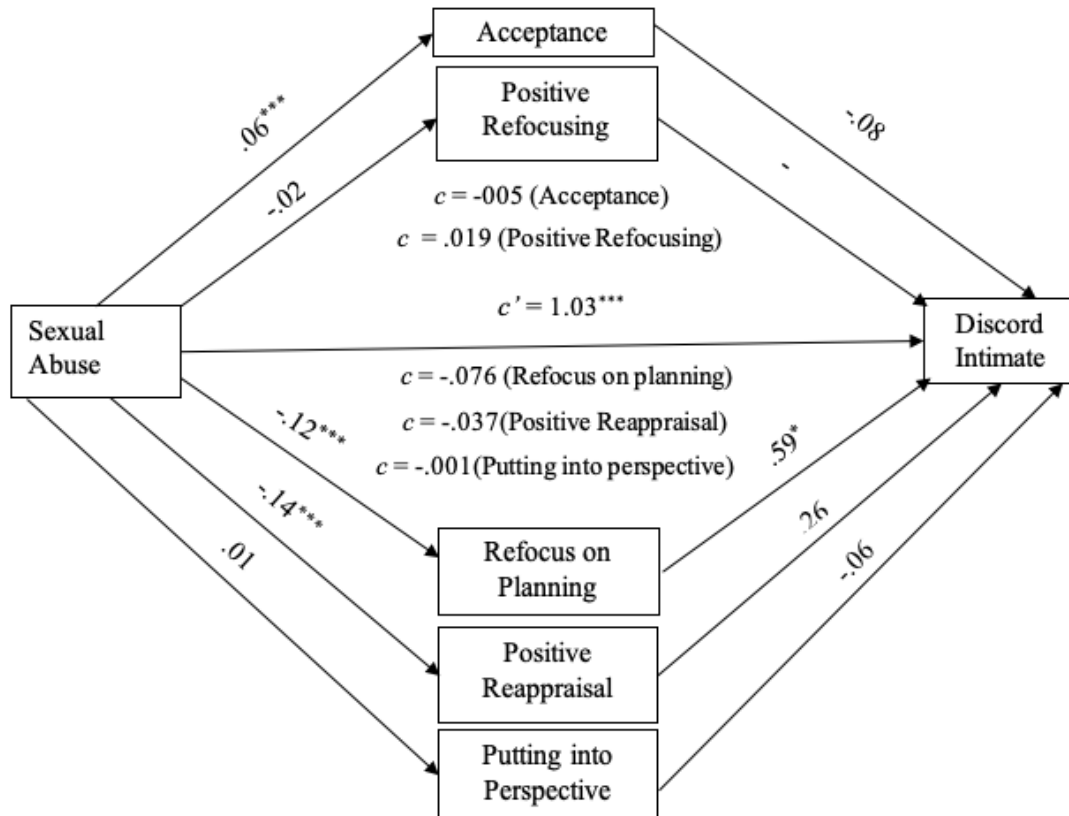 Acceptance
Positive
Refocusing
.06***
-.02
-.08
-
c = -005 (Acceptance)
c = .019 (Positive Refocusing)
c' = 1.03***
Sexual
Abuse
Discord
Intimate
c = -.076 (Refocus on planning)
c = -.037(Positive Reappraisal)
c = -.001(Putting into perspective)
-.12***
-.14***
.01
.59*
.26
-.06
Refocus on
Planning
Positive
Reappraisal
Putting into
Perspective